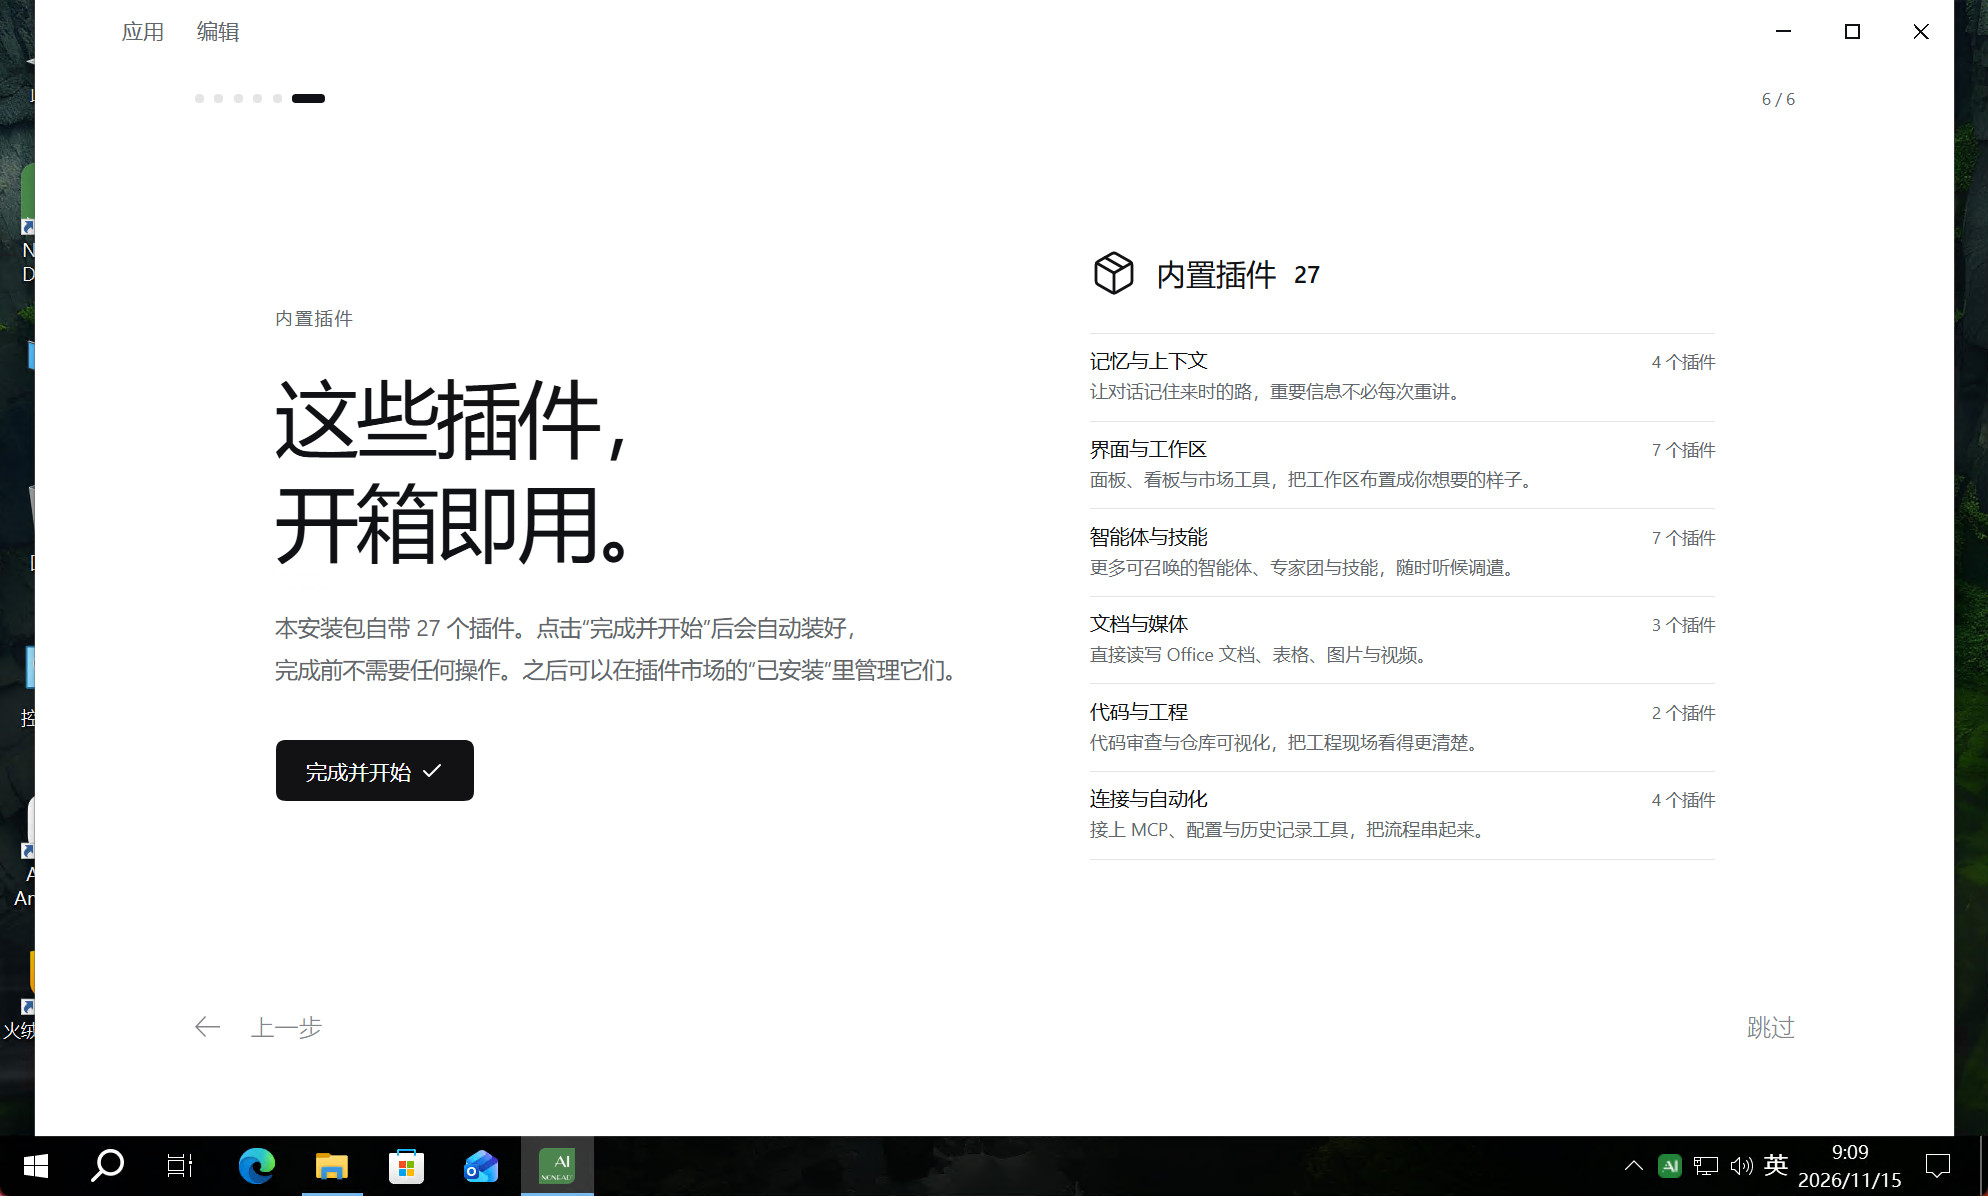 应用 编辑
6 / 6
内置插件
这些插件，
开箱即用。
本安装包自带 27 个插件。点击“完成并开始”后会自动装好，
完成前不需要任何操作。之后可以在插件市场的“已安装”里管理它们。
完成并开始
内置插件 27
记忆与上下文 4 个插件
让对话记住来时的路，重要信息不必每次重讲。
界面与工作区 7 个插件
面板、看板与市场工具，把工作区布置成你想要的样子。
智能体与技能 7 个插件
更多可召唤的智能体、专家团与技能，随时听候调遣。
文档与媒体 3 个插件
直接读写 Office 文档、表格、图片与视频。
代码与工程 2 个插件
代码审查与仓库可视化，把工程现场看得更清楚。
连接与自动化 4 个插件
接上 MCP、配置与历史记录工具，把流程串起来。
上一步 跳过
N
D
控
A
An
火绒
AI
AI
英
9:09
2026/11/15